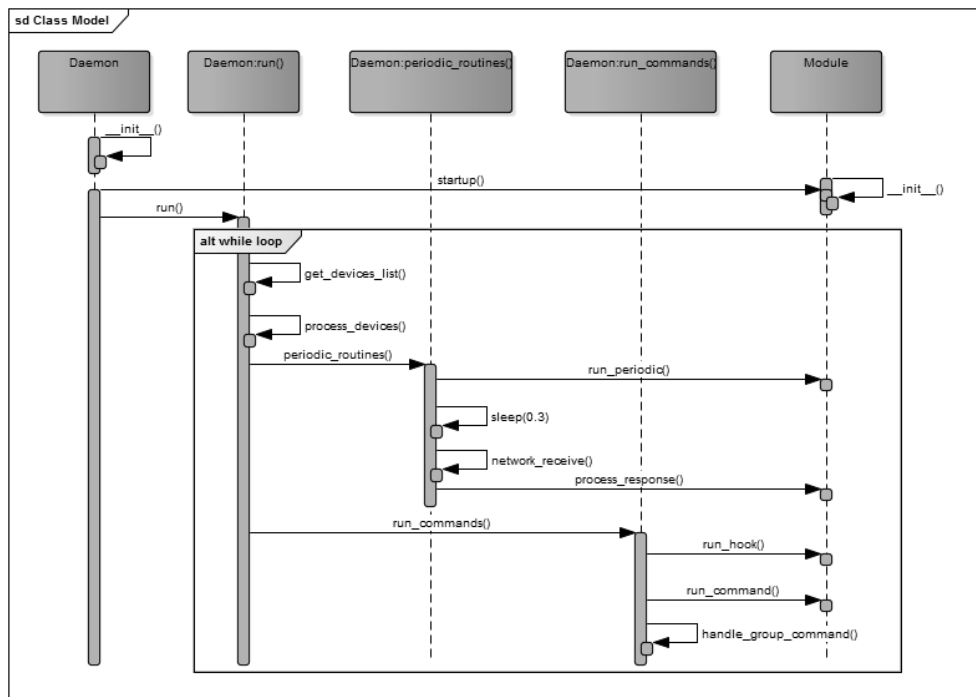 sd Class Model
Daemon
Daemon:run()
Daemon:periodic_routines()
Daemon:run_commands()
Module
__init__()
startup()
__init__()
run()
alt while loop
get_devices_list()
process_devices()
periodic_routines()
run_periodic()
sleep(0.3)
network_receive()
process_response()
run_commands()
run_hook()
run_command()
handle_group_command()